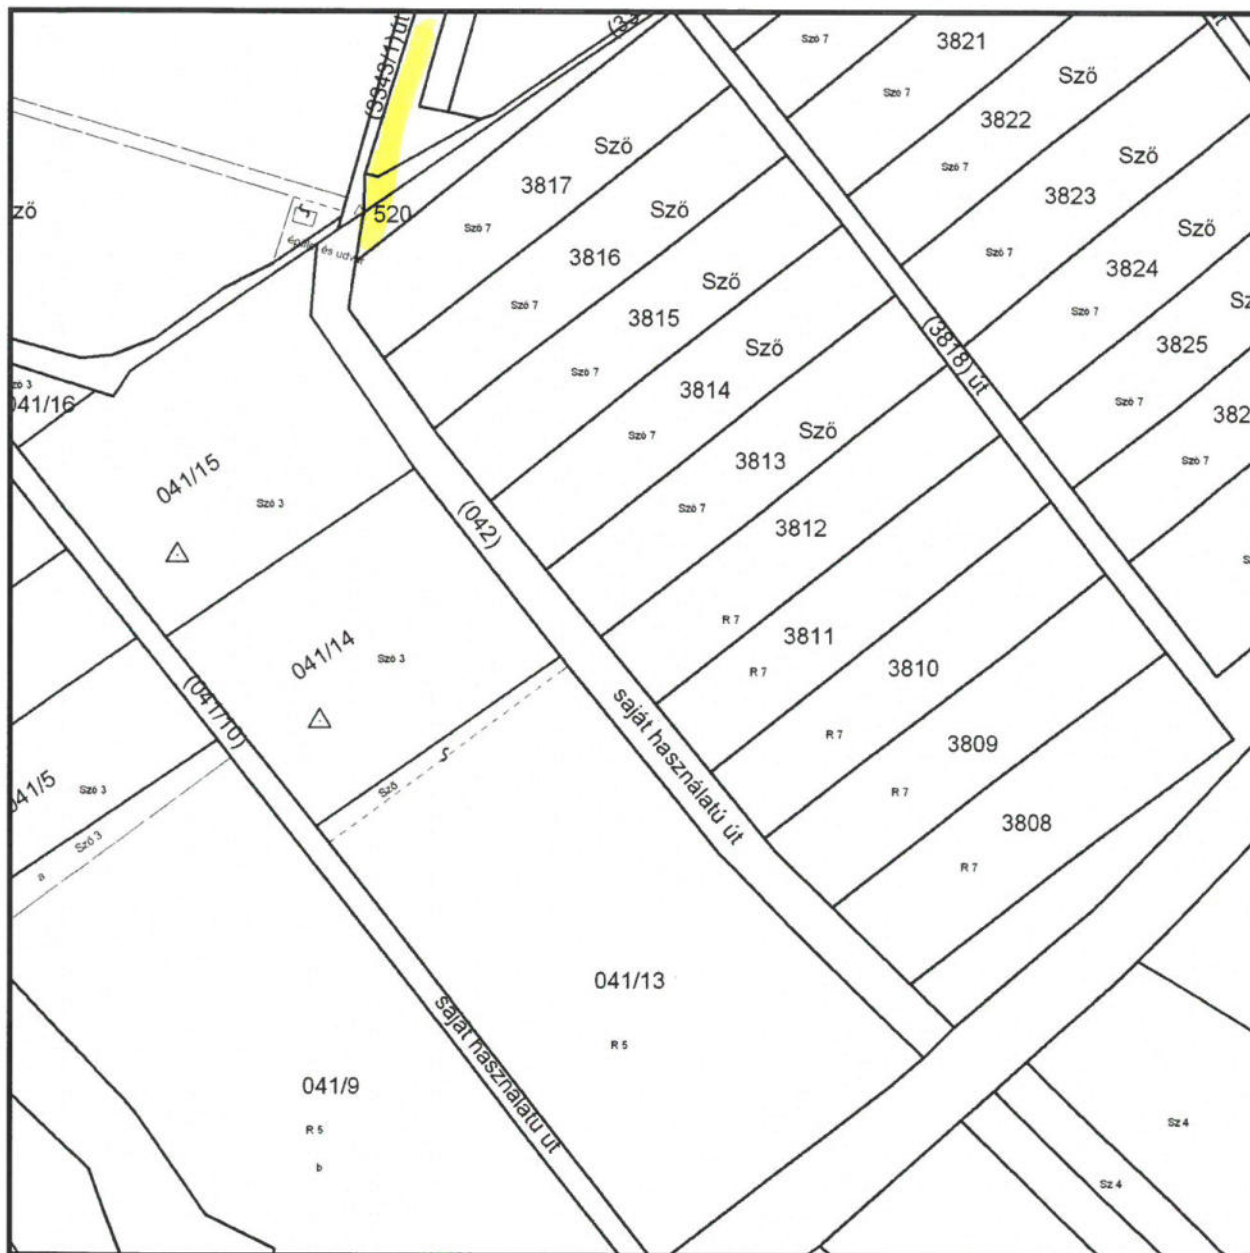 (3343/1) út
Sző 7
3821
Sző
Sző 7
3822
Sző 7
Sző
3823
Sző
3817
Sző 7
Sző
3816
Sző 7
Sző
3815
Sző 7
Sző
3814
Sző 7
Sző
3813
Sző 7
3812
R 7
3811
R 7
3810
R 7
3809
R 7
3808
R 7
Sző 7
3824
Sző
Sző 7
3825
Sző 7
Sző 7
(3818) út
520
épület és udvar
041/16
041/15
Sző 3
(042)
saját használatú út
041/14
Sző 3
Sző
(041/10)
saját használatú út
041/5
Sző 3
Sző 3
a
041/13
R 5
041/9
R 5
b
Sz 4
Sz 4